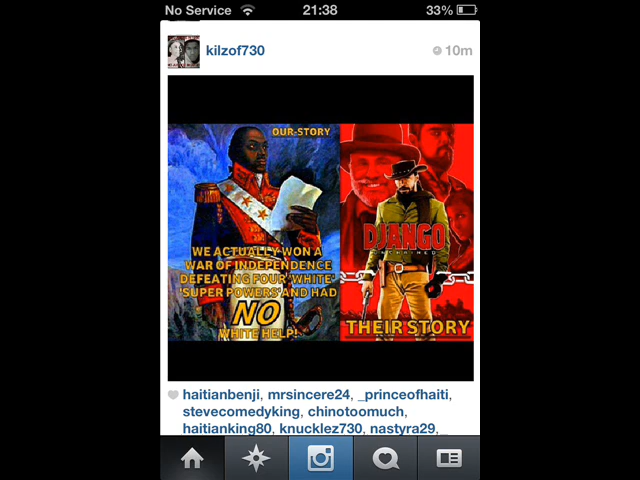 No Service 21:38 33%
kilzof730 10m
OUR-STORY
WE ACTUALLY WON A
WAR OF INDEPENDENCE
DEFEATING FOUR 'WHITE'
'SUPER POWERS' AND HAD
NO
WHITE HELP!
DJANGO
UNCHAINED
THEIR STORY
haitianbenji, mrsincere24, _princeofhaiti,
stevecomedyking, chinotoomuch,
haitianking80, knucklez730, nastyra29,